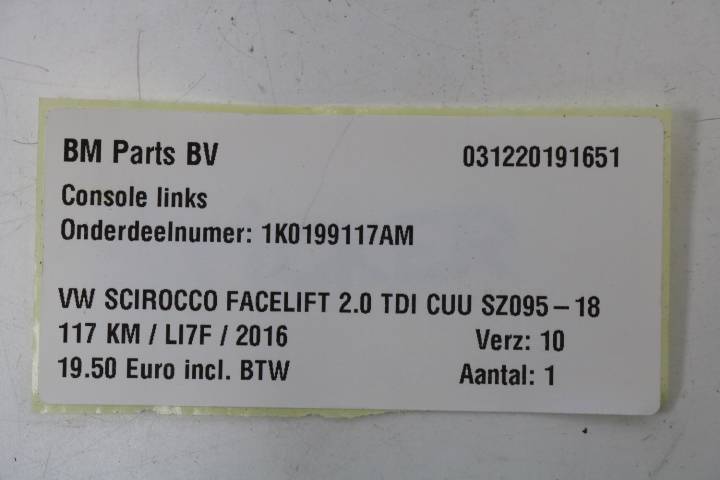 BM Parts BV 031220191651
Console links
Onderdeelnumer: 1K0199117AM
VW SCIROCCO FACELIFT 2.0 TDI CUU SZ095-18
117 KM / LI7F / 2016 Verz: 10
19.50 Euro incl. BTW Aantal: 1